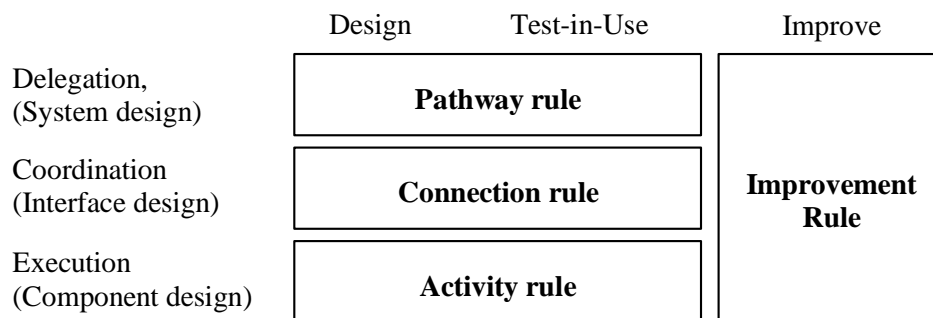 Design Test-in-Use Improve
Delegation,
(System design)
Pathway rule
Coordination
(Interface design)
Connection rule
Improvement
Rule
Execution
(Component design)
Activity rule